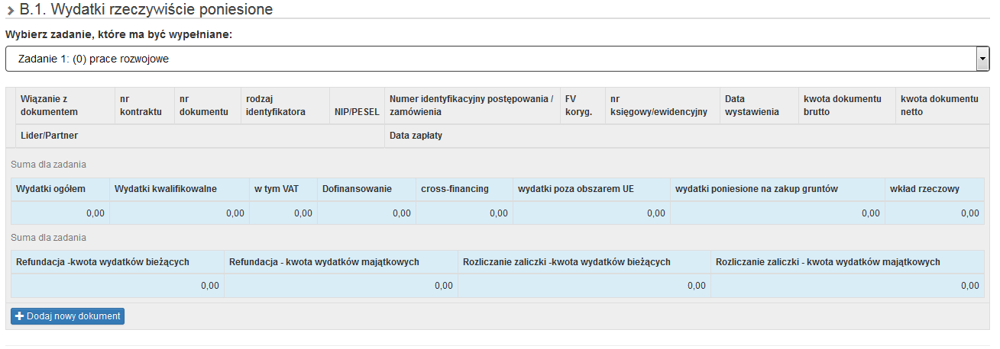 B.1. Wydatki rzeczywiście poniesione
Wybierz zadanie, które ma być wypełniane:
Zadanie 1: (0) prace rozwojowe
Wiązanie z dokumentem nr kontraktu nr dokumentu rodzaj identyfikatora NIP/PESEL Numer identyfikacyjny postępowania / zamówienia FV koryg. nr księgowy/ewidencyjny Data wystawienia kwota dokumentu brutto kwota dokumentu netto
Lider/Partner Data zapłaty
Suma dla zadania
Wydatki ogółem Wydatki kwalifikowalne w tym VAT Dofinansowanie cross-financing wydatki poza obszarem UE wydatki poniesione na zakup gruntów wkład rzeczowy
0,00 0,00 0,00 0,00 0,00 0,00 0,00 0,00
Suma dla zadania
Refundacja -kwota wydatków bieżących Refundacja - kwota wydatków majątkowych Rozliczanie zaliczki -kwota wydatków bieżących Rozliczanie zaliczki - kwota wydatków majątkowych
0,00 0,00 0,00 0,00
Dodaj nowy dokument